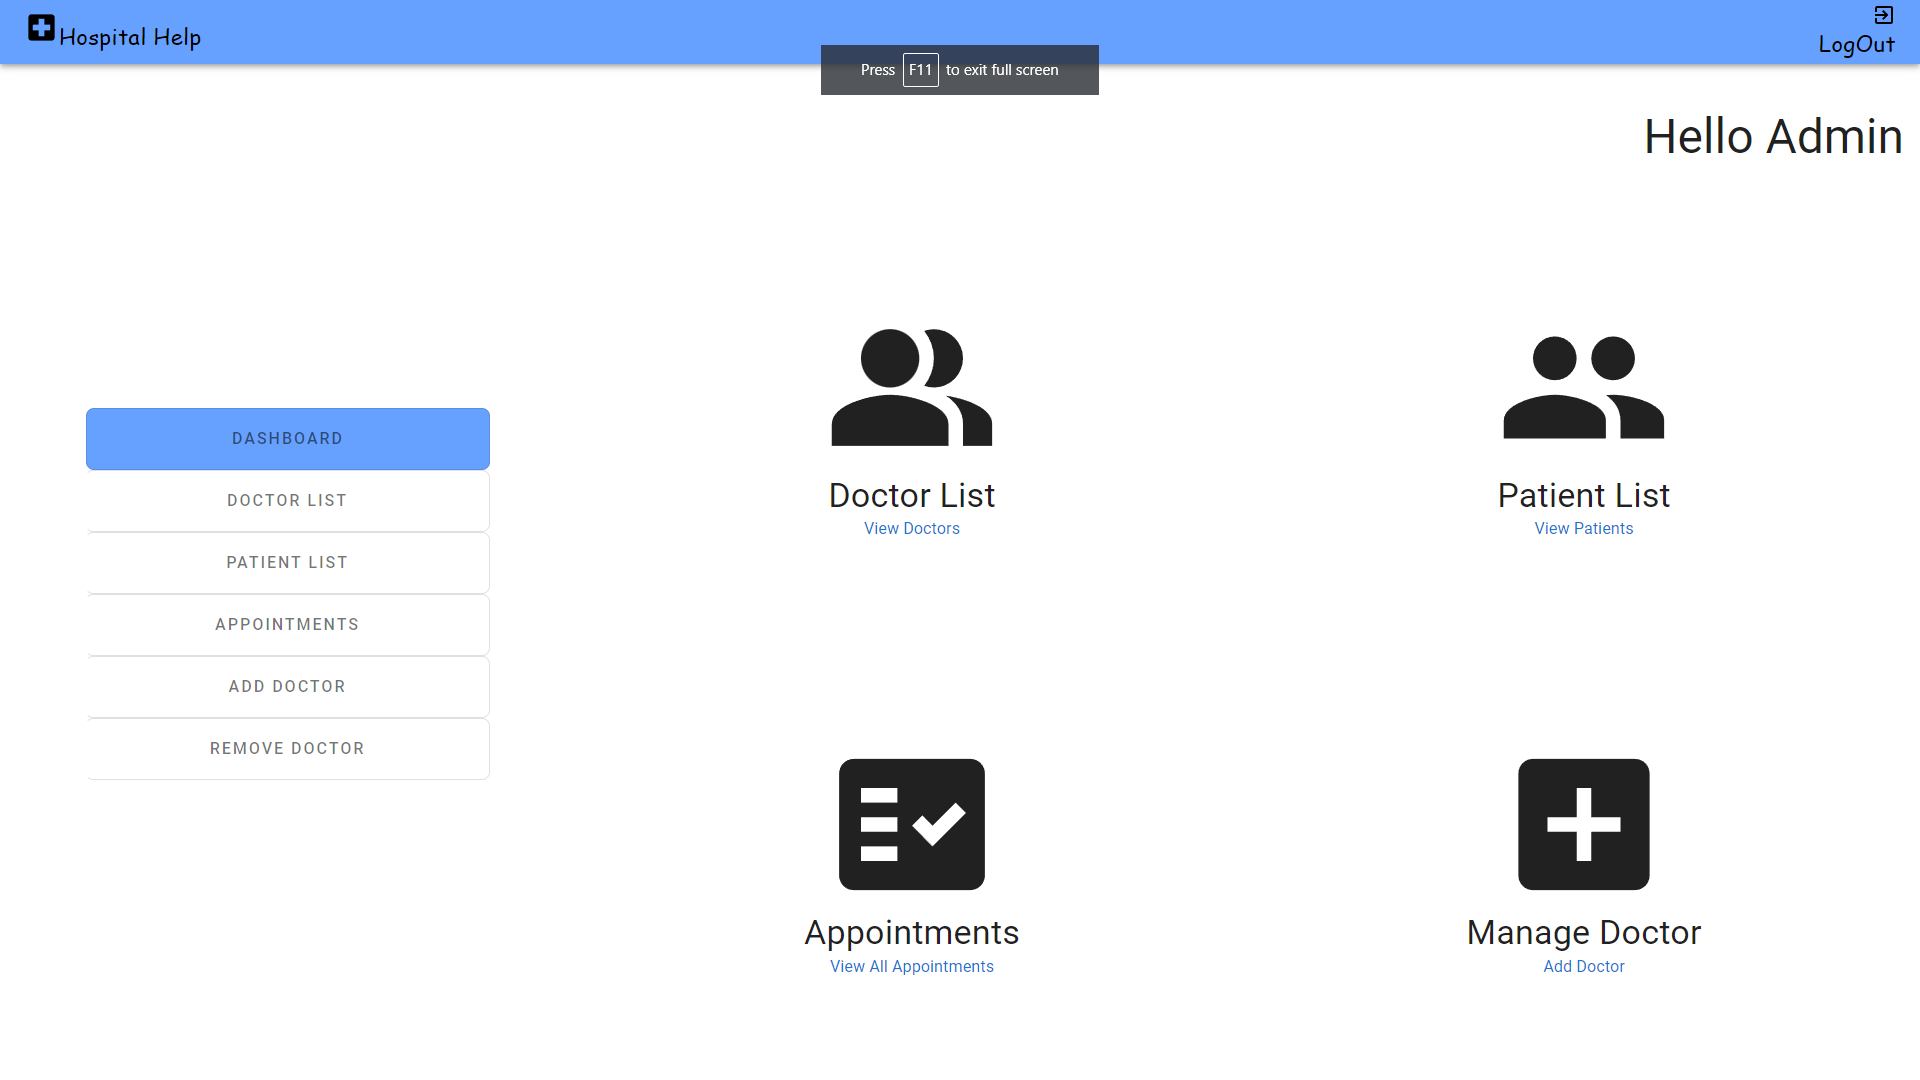 Hospital Help
LogOut
Press F11 to exit full screen
Hello Admin
DASHBOARD
DOCTOR LIST
PATIENT LIST
APPOINTMENTS
ADD DOCTOR
REMOVE DOCTOR
Doctor List
View Doctors
Patient List
View Patients
Appointments
View All Appointments
Manage Doctor
Add Doctor